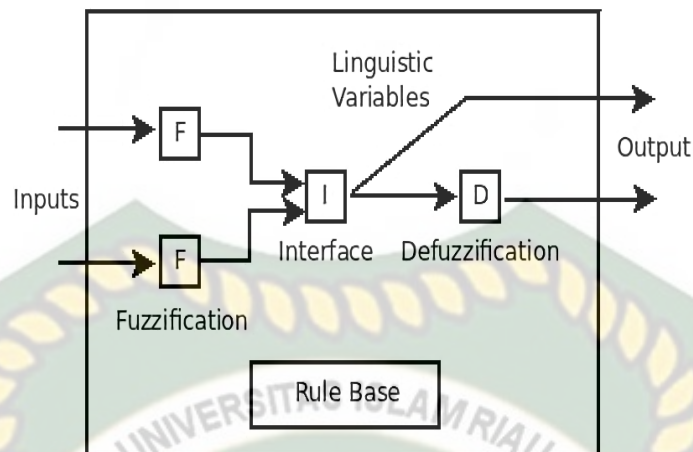 Linguistic
Variables
F
Output
Inputs
I
D
Interface
Defuzzification
F
Fuzzification
Rule Base
UNIVERSITAS ISLAM RIAU